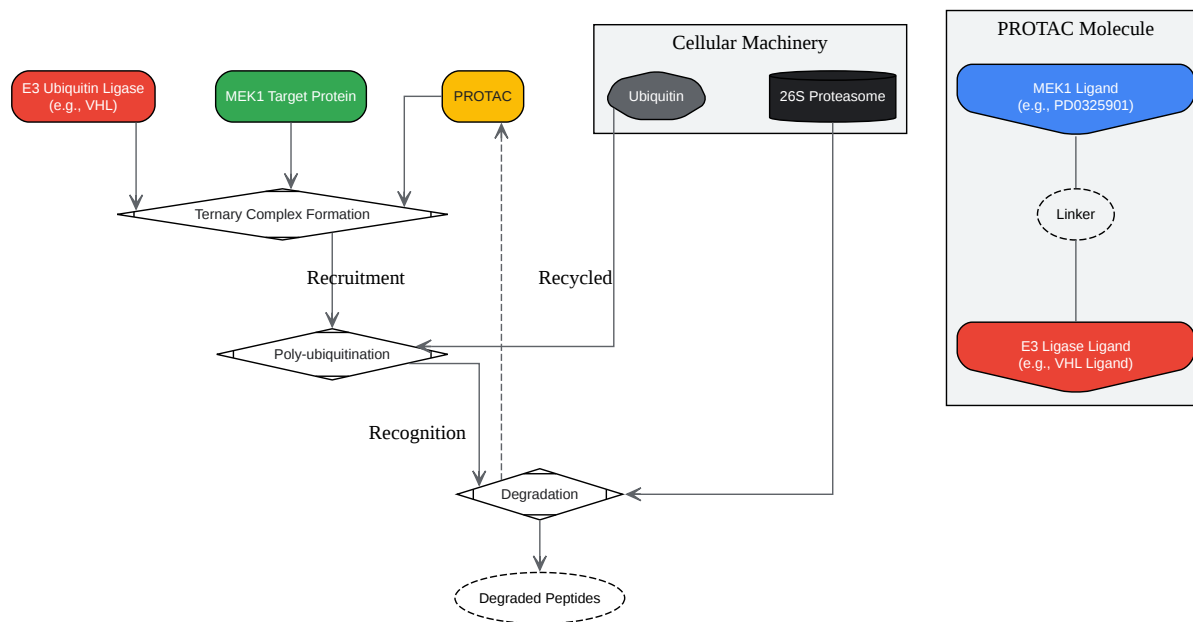 Cellular Machinery
PROTAC Molecule
E3 Ubiquitin Ligase
(e.g., VHL)
MEK1 Target Protein
PROTAC
Ubiquitin
26S Proteasome
MEK1 Ligand
(e.g., PD0325901)
Ternary Complex Formation
Linker
Recruitment
Recycled
Poly-ubiquitination
E3 Ligase Ligand
(e.g., VHL Ligand)
Recognition
Degradation
Degraded Peptides